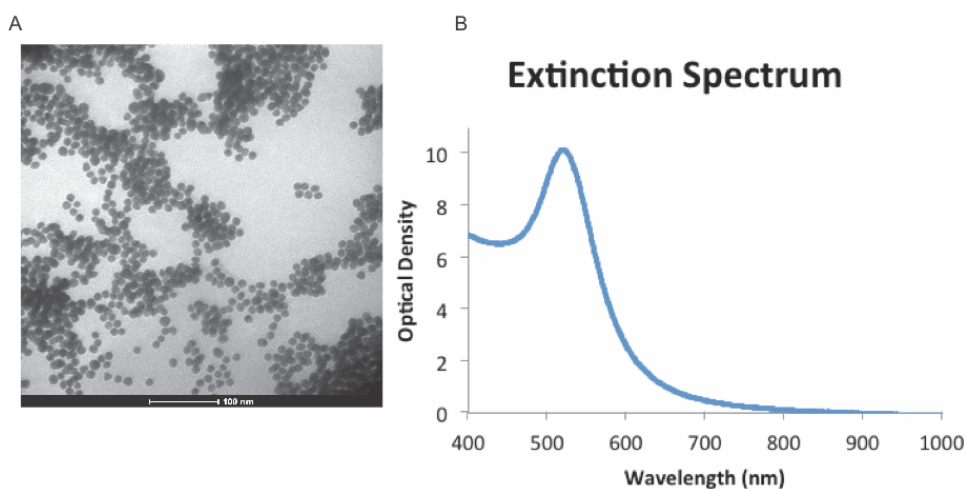 A
B
100 nm
Extinction Spectrum
Optical Density
10
8
6
4
2
0
400 500 600 700 800 900 1000
Wavelength (nm)